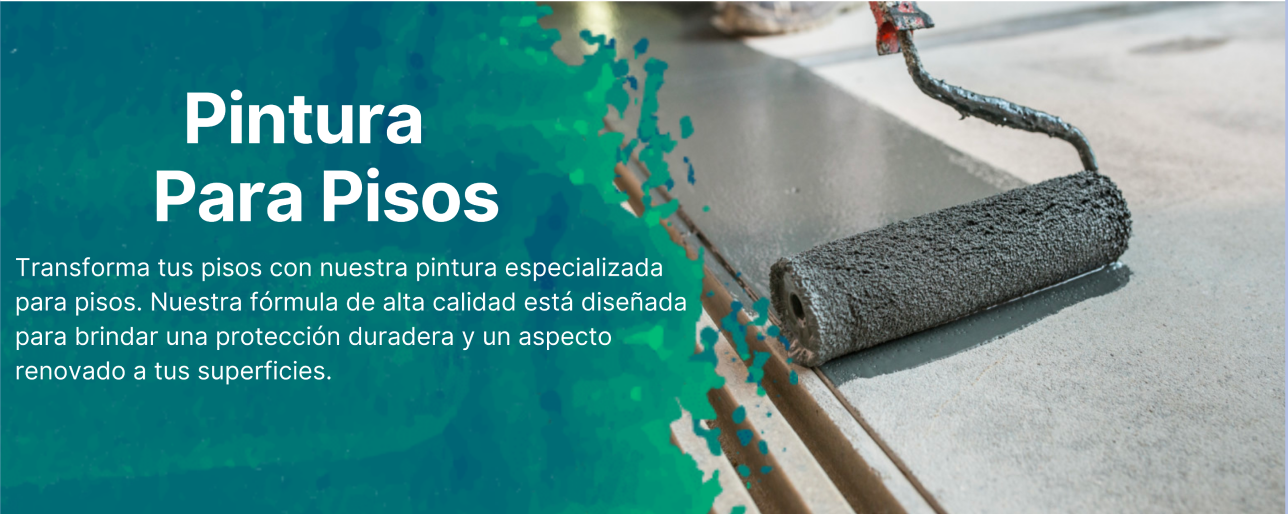 Pintura
Para Pisos
Transforma tus pisos con nuestra pintura especializada
para pisos. Nuestra fórmula de alta calidad está diseñada
para brindar una protección duradera y un aspecto
renovado a tus superficies.